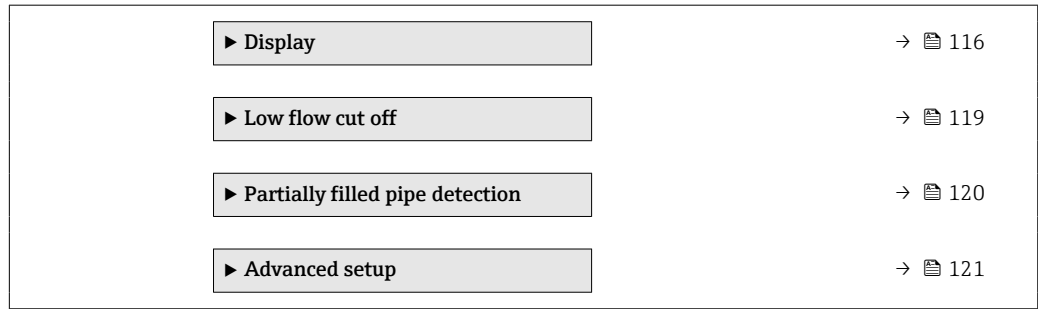 ▶ Display → 🖹 116
▶ Low flow cut off → 🖹 119
▶ Partially filled pipe detection → 🖹 120
▶ Advanced setup → 🖹 121